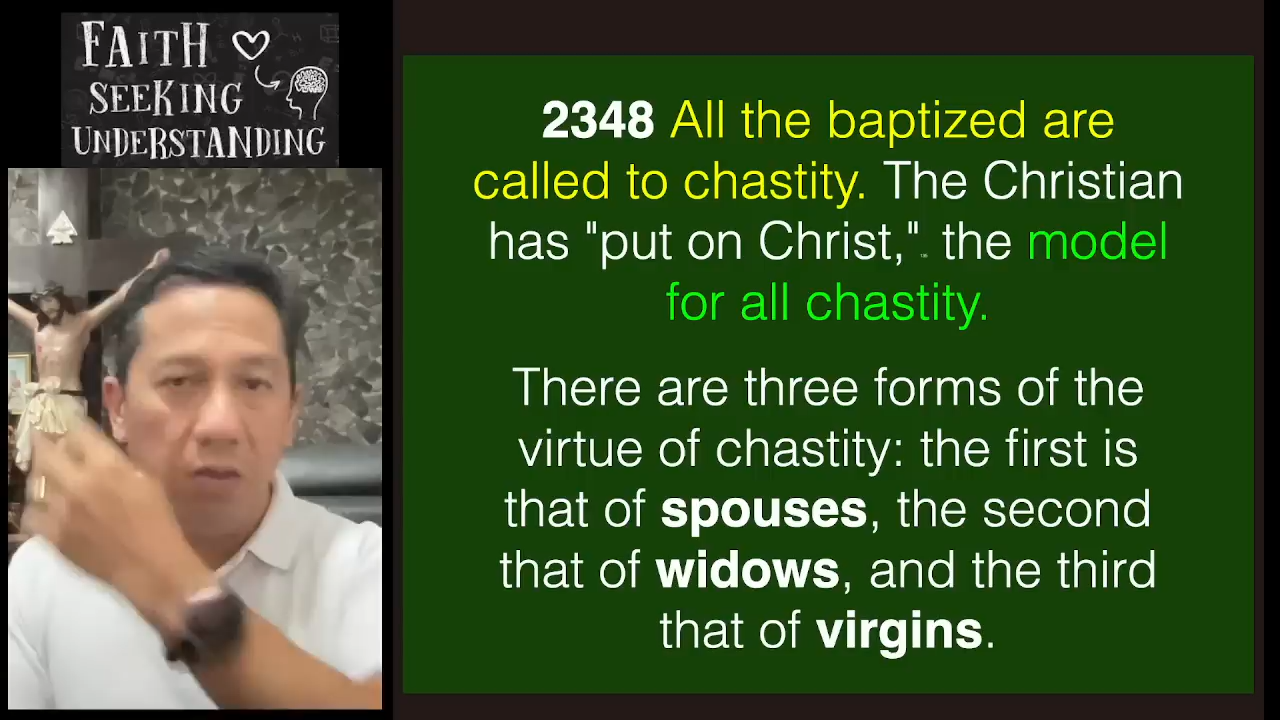 FAITH
SEEKING
UNDERSTANDING
2348 All the baptized are
called to chastity. The Christian
has "put on Christ,". the model
for all chastity.
There are three forms of the
virtue of chastity: the first is
that of spouses, the second
that of widows, and the third
that of virgins.